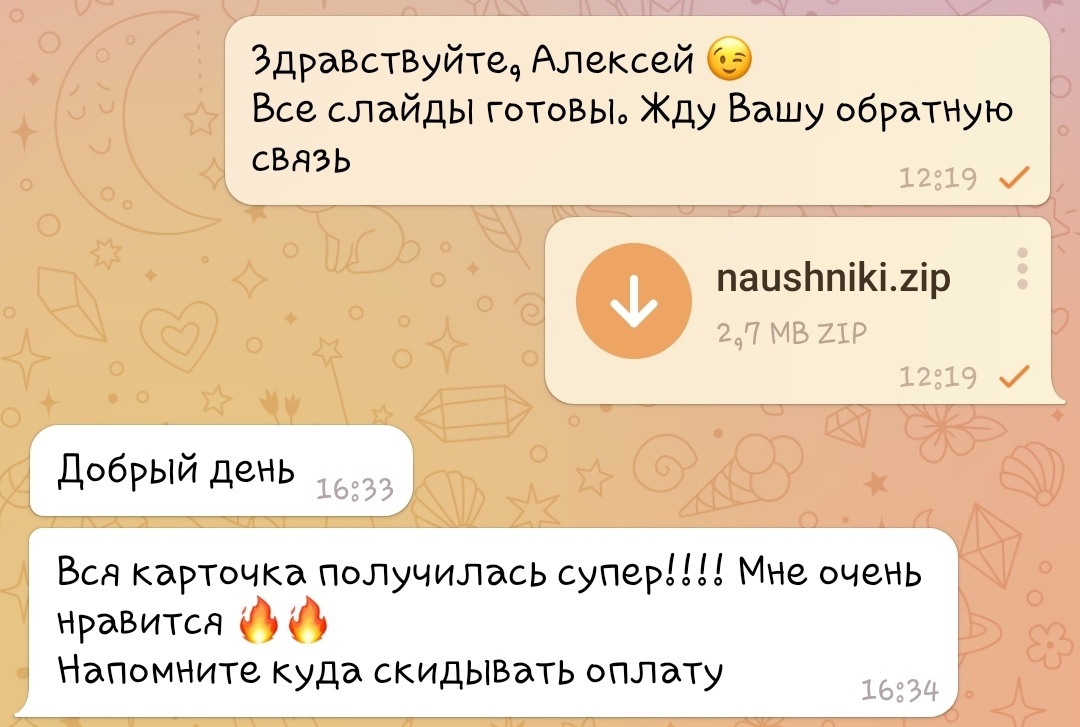 Здравствуйте, Алексей 😉
Все слайды готовы. Жду Вашу обратную
связь
12:19
naushniki.zip
2,7 MB ZIP
12:19
Добрый день
16:33
Вся карточка получилась супер!!!! Мне очень
нравится 🔥🔥
Напомните куда скидывать оплату
16:34